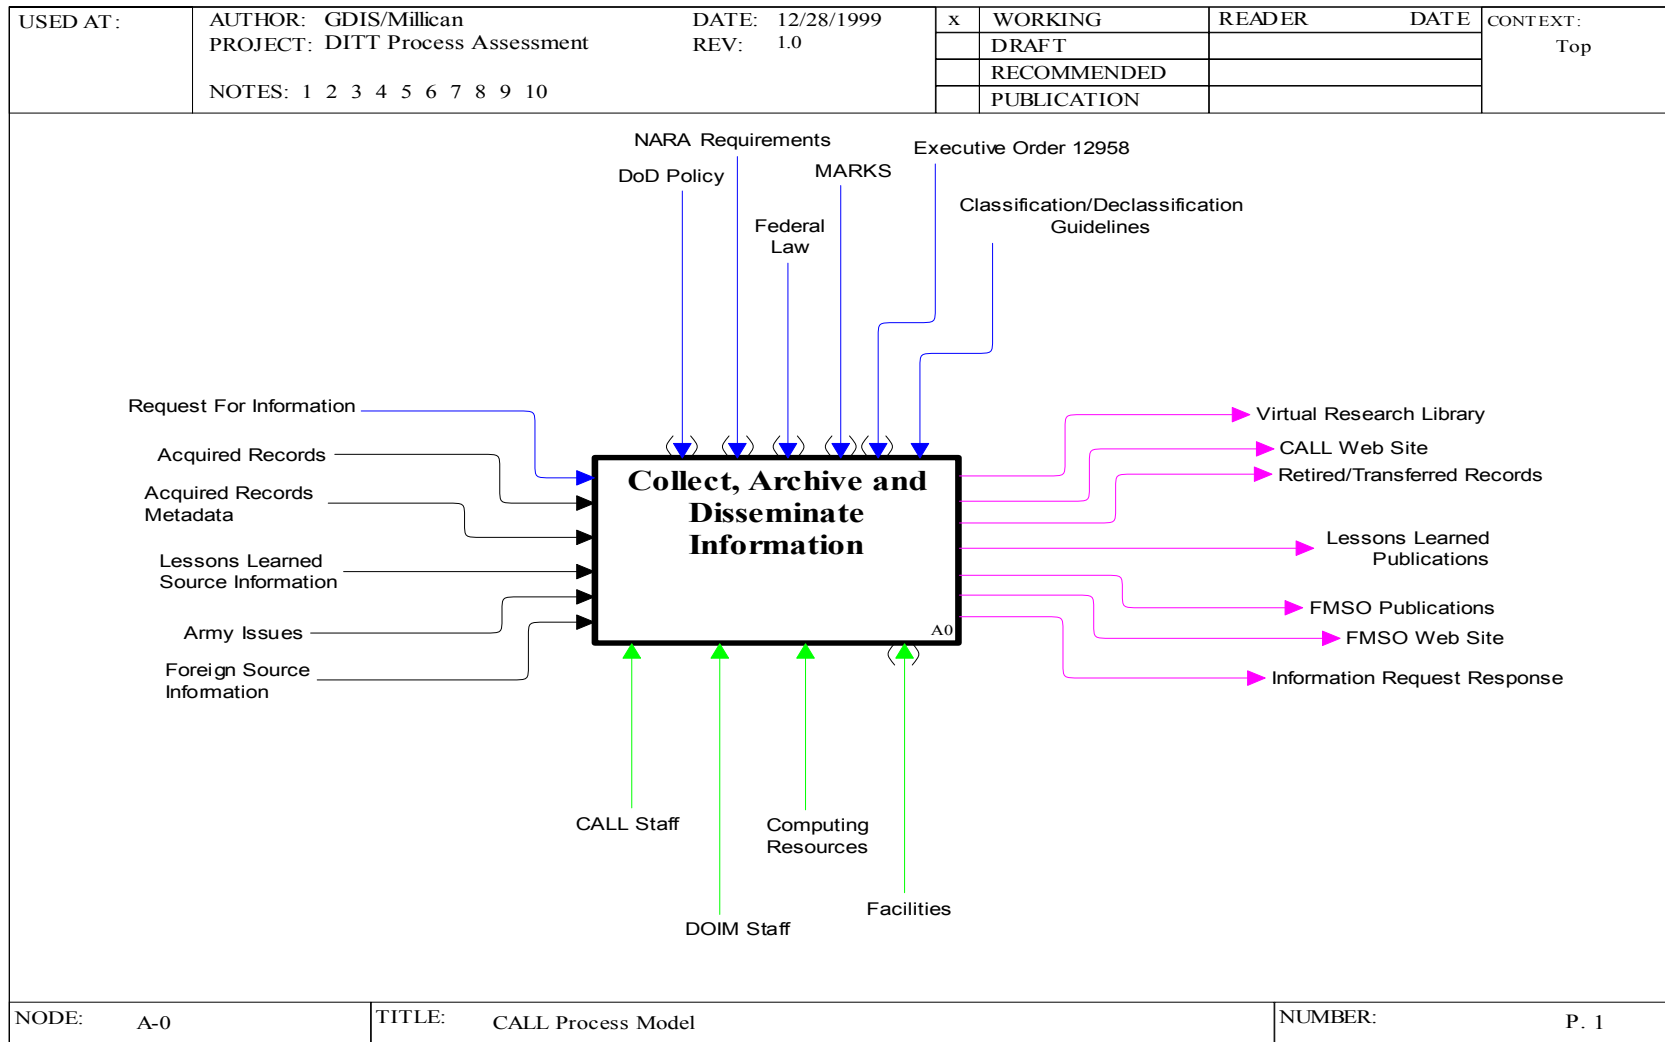 USED AT:
AUTHOR: GDIS/Millican
DATE: 12/28/1999
PROJECT: DITT Process Assessment
REV: 1.0
NOTES: 1 2 3 4 5 6 7 8 9 10
x WORKING
DRAFT
RECOMMENDED
PUBLICATION
READER DATE
CONTEXT:
Top
NARA Requirements
DoD Policy
Federal
Law
MARKS
Executive Order 12958
Classification/Declassification
Guidelines
Request For Information
Acquired Records
Acquired Records
Metadata
Lessons Learned
Source Information
Army Issues
Foreign Source
Information
Collect, Archive and
Disseminate
Information
A0
Virtual Research Library
CALL Web Site
Retired/Transferred Records
Lessons Learned
Publications
FMSO Publications
FMSO Web Site
Information Request Response
CALL Staff
DOIM Staff
Computing
Resources
Facilities
NODE: A-0
TITLE: CALL Process Model
NUMBER: P. 1